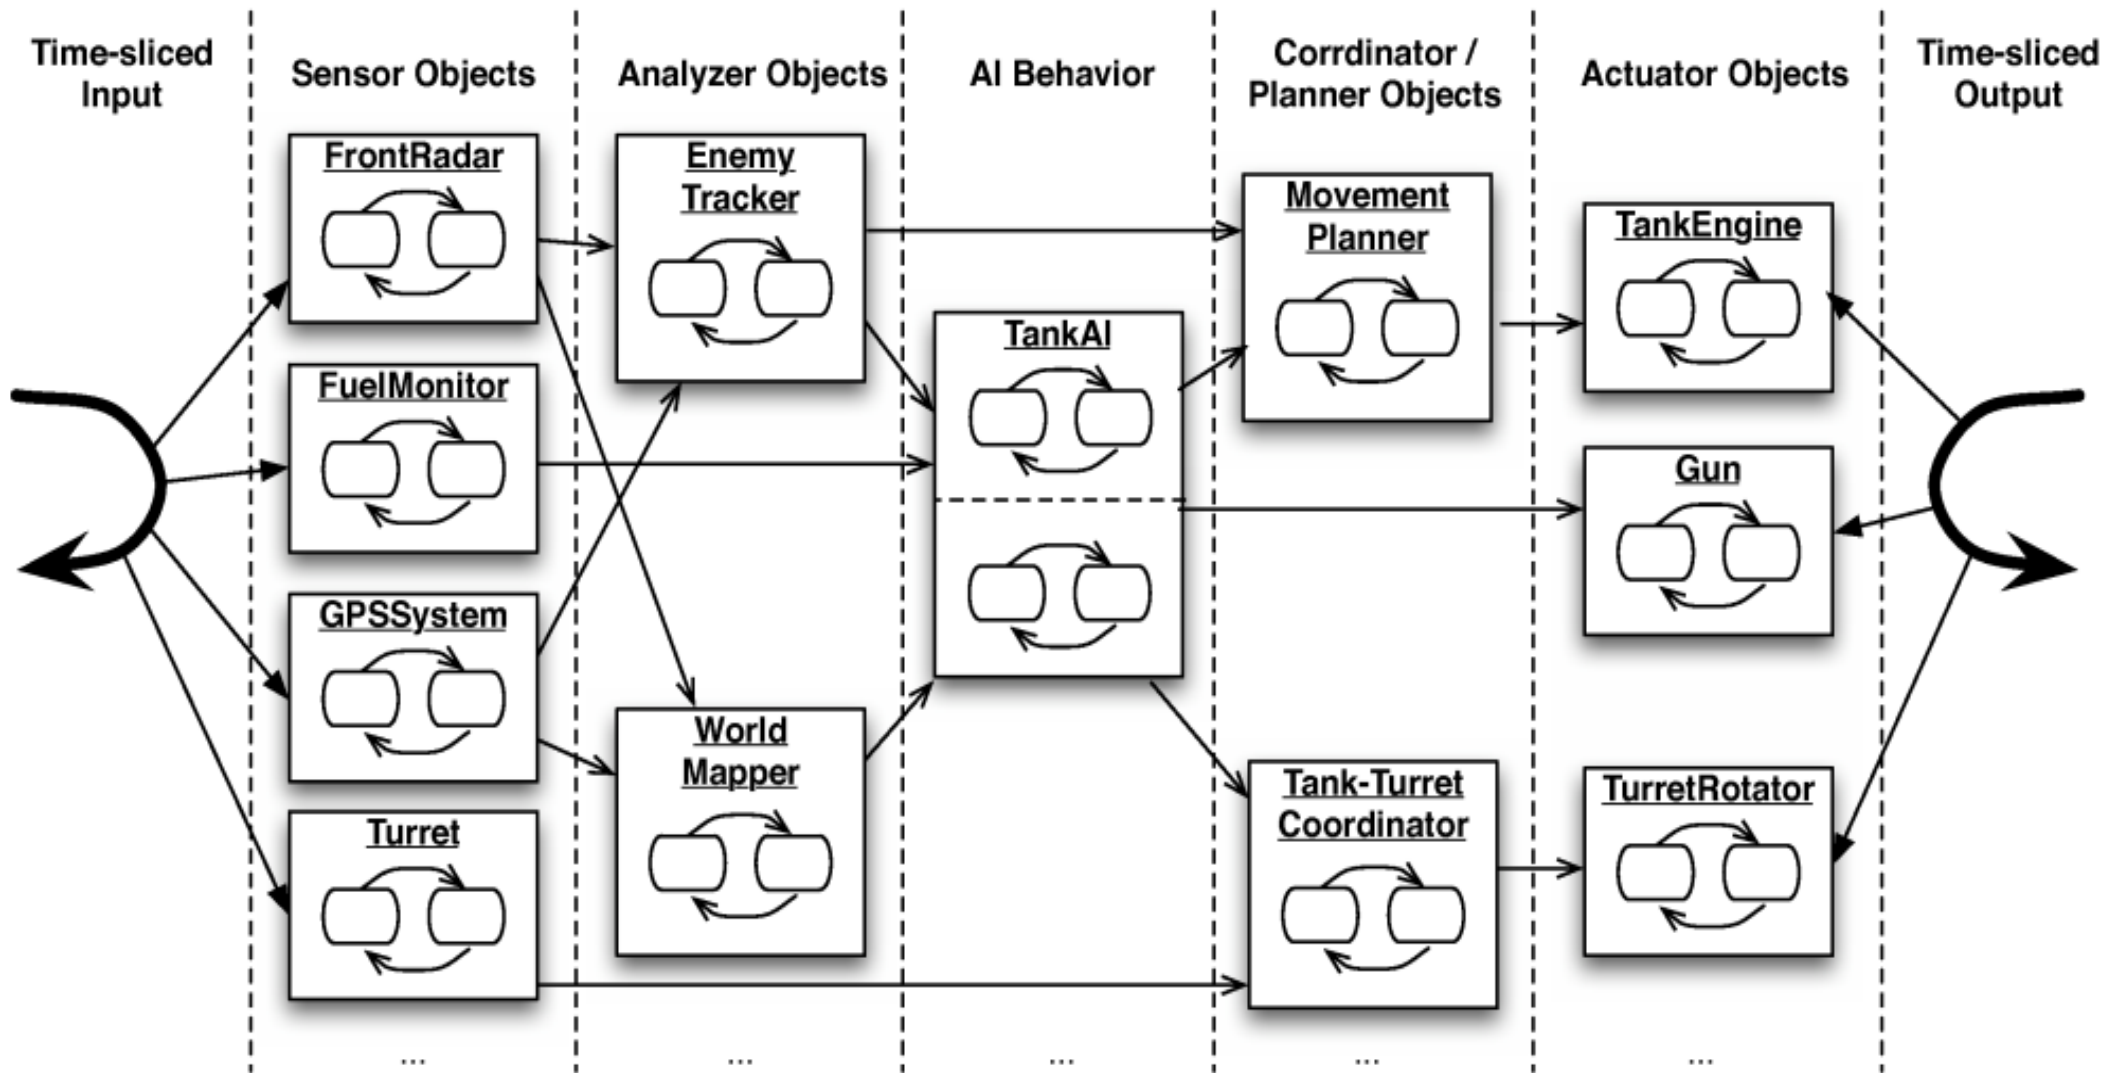 Time-sliced
Input
Sensor Objects
Analyzer Objects
AI Behavior
Corrdinator /
Planner Objects
Actuator Objects
Time-sliced
Output
FrontRadar
FuelMonitor
GPSSystem
Turret
...
Enemy
Tracker
World
Mapper
...
TankAI
...
Movement
Planner
Tank-Turret
Coordinator
...
TankEngine
Gun
TurretRotator
...